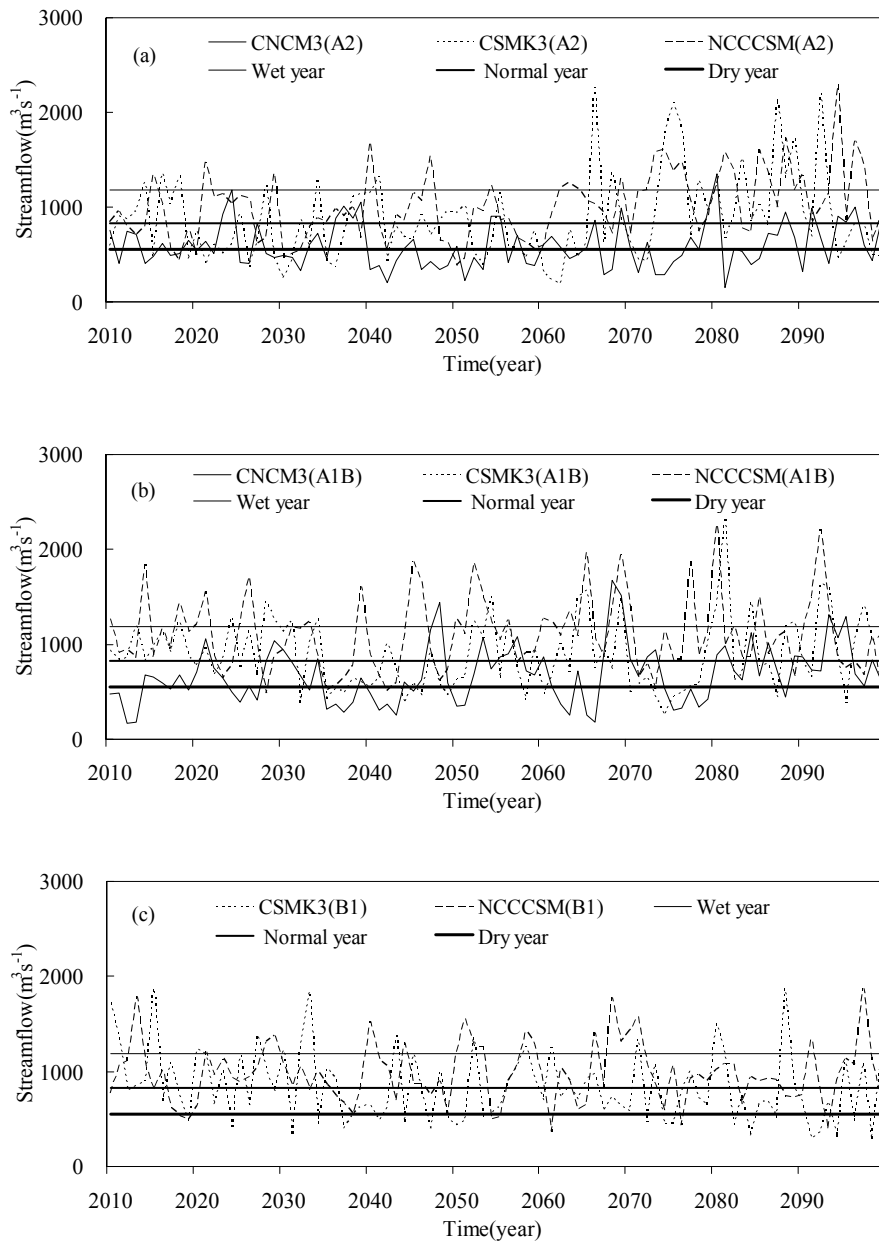 3000
(a)
CNCM3(A2) CSMK3(A2) NCCCSM(A2)
Wet year Normal year Dry year
2000
1000
0
Streamflow(m³s⁻¹)
2010 2020 2030 2040 2050 2060 2070 2080 2090
Time(year)
3000
(b)
CNCM3(A1B) CSMK3(A1B) NCCCSM(A1B)
Wet year Normal year Dry year
2000
1000
0
Streamflow(m³s⁻¹)
2010 2020 2030 2040 2050 2060 2070 2080 2090
Time(year)
3000
(c)
CSMK3(B1) NCCCSM(B1) Wet year
Normal year Dry year
2000
1000
0
Streamflow(m³s⁻¹)
2010 2020 2030 2040 2050 2060 2070 2080 2090
Time(year)